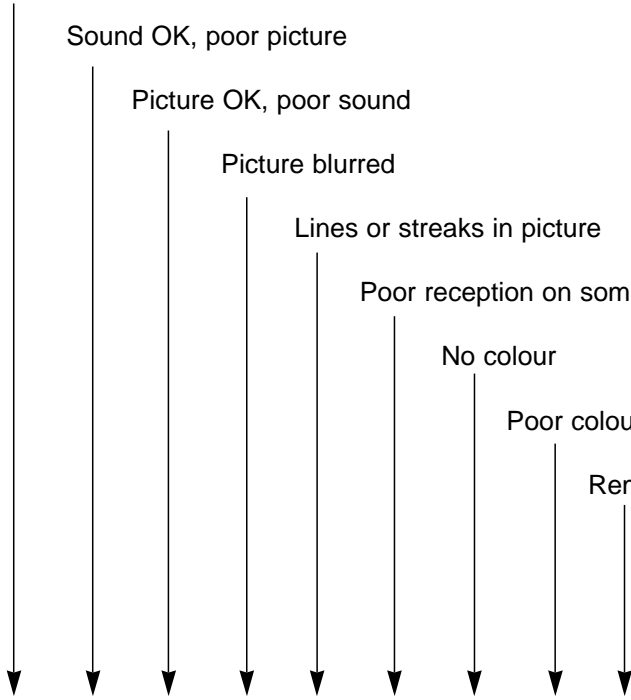 Sound OK, poor picture
Picture OK, poor sound
Picture blurred
Lines or streaks in picture
Poor reception on som
No colour
Poor colou